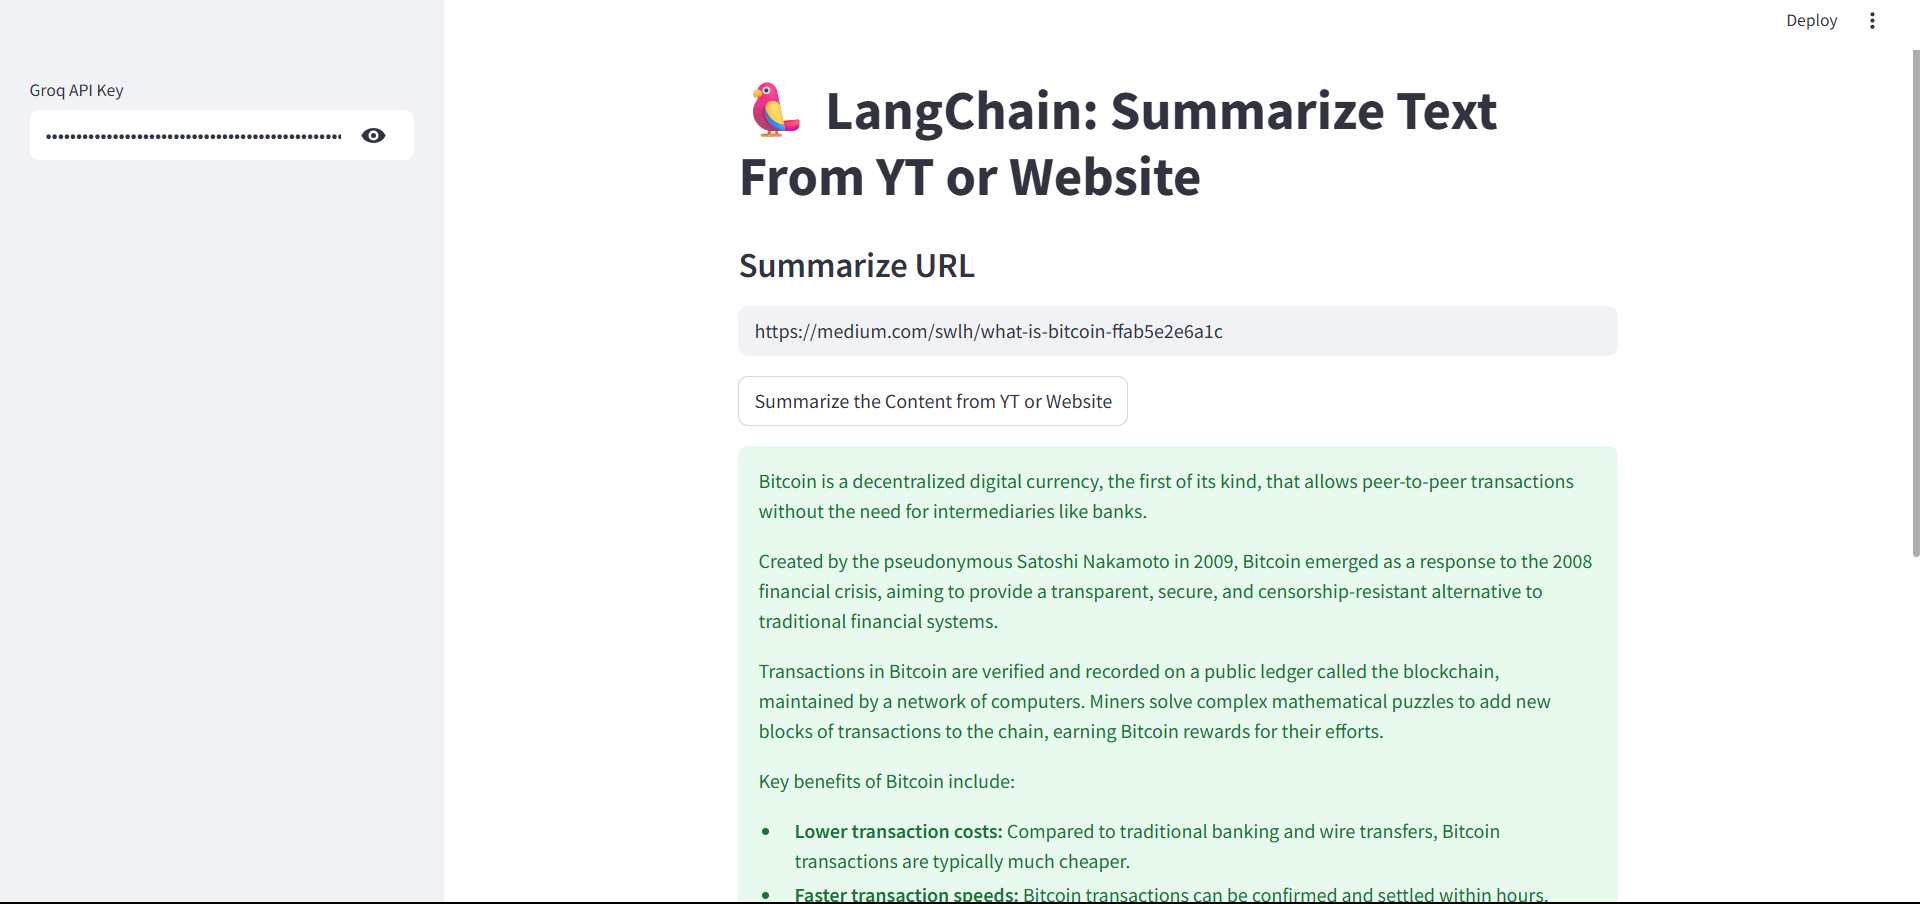 Deploy
Groq API Key
••••••••••••••••••••••••••••••••••••••••••••••••
LangChain: Summarize Text
From YT or Website
Summarize URL
https://medium.com/swlh/what-is-bitcoin-ffab5e2e6a1c
Summarize the Content from YT or Website
Bitcoin is a decentralized digital currency, the first of its kind, that allows peer-to-peer transactions
without the need for intermediaries like banks.
Created by the pseudonymous Satoshi Nakamoto in 2009, Bitcoin emerged as a response to the 2008
financial crisis, aiming to provide a transparent, secure, and censorship-resistant alternative to
traditional financial systems.
Transactions in Bitcoin are verified and recorded on a public ledger called the blockchain,
maintained by a network of computers. Miners solve complex mathematical puzzles to add new
blocks of transactions to the chain, earning Bitcoin rewards for their efforts.
Key benefits of Bitcoin include:
• Lower transaction costs: Compared to traditional banking and wire transfers, Bitcoin
transactions are typically much cheaper.
• Faster transaction speeds: Bitcoin transactions can be confirmed and settled within hours,